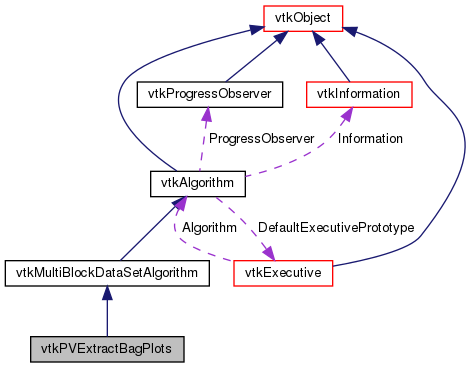 vtkObject
vtkProgressObserver
vtkInformation
ProgressObserver
Information
vtkAlgorithm
Algorithm
DefaultExecutivePrototype
vtkMultiBlockDataSetAlgorithm
vtkExecutive
vtkPVExtractBagPlots